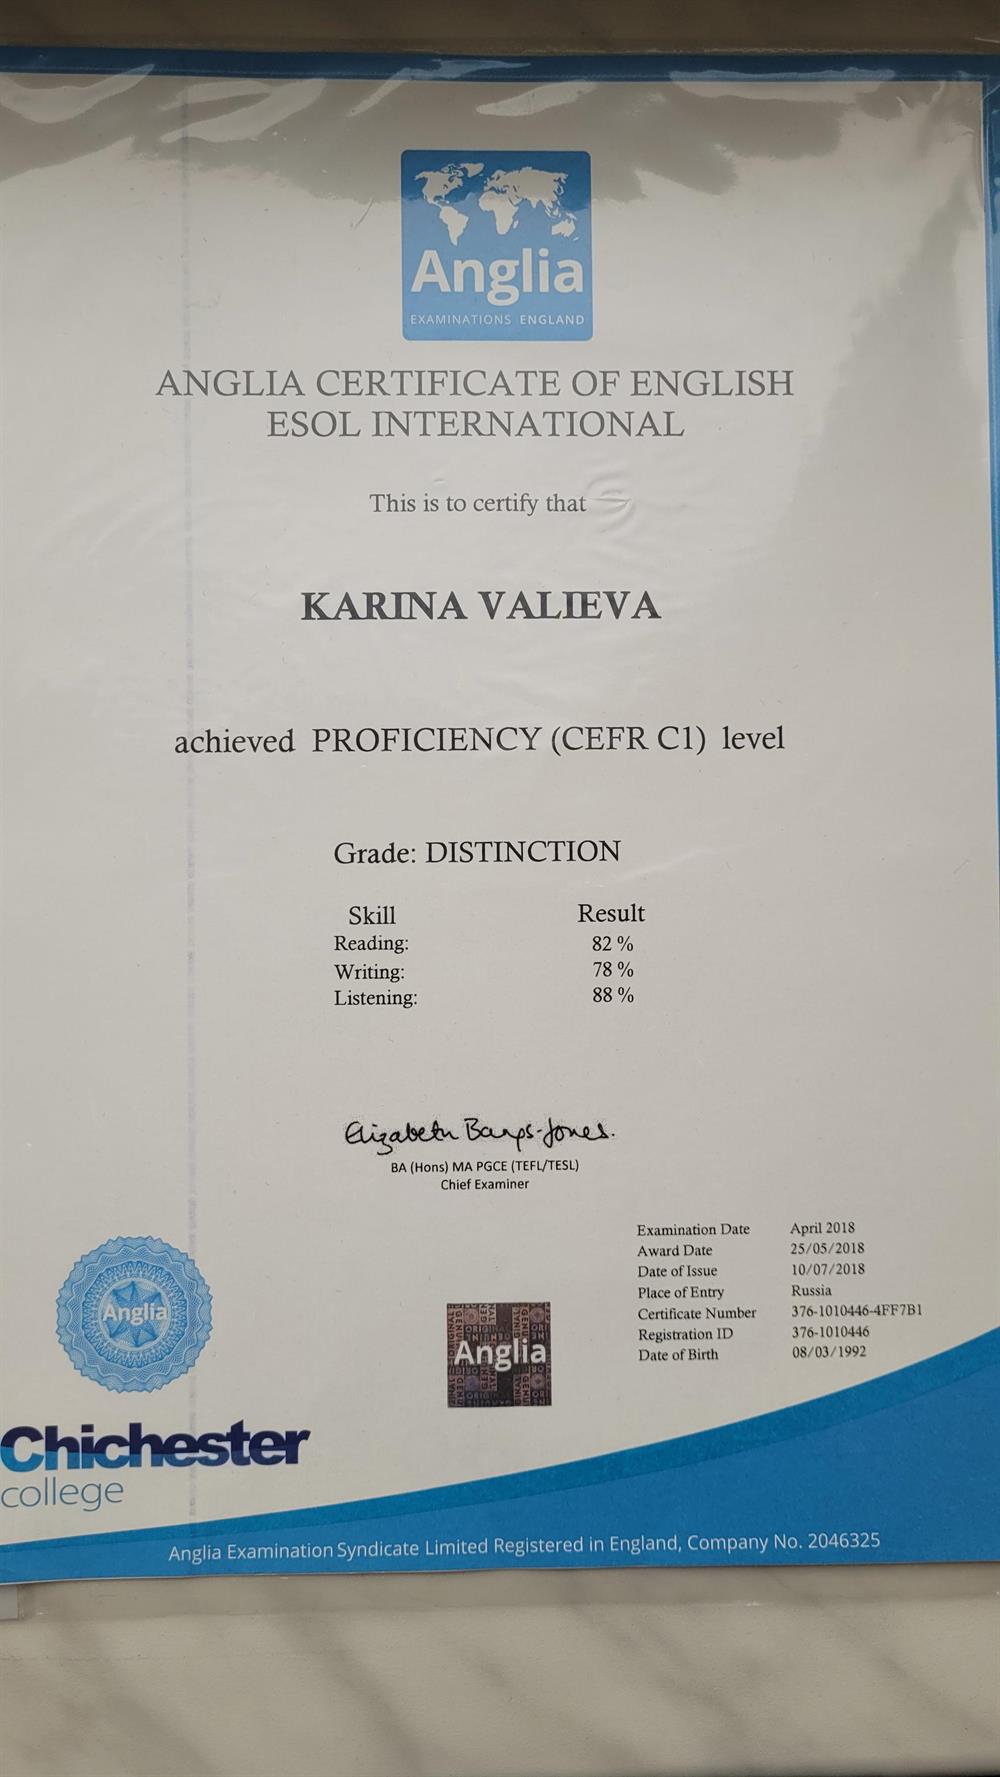 Anglia
EXAMINATIONS ENGLAND
ANGLIA CERTIFICATE OF ENGLISH
ESOL INTERNATIONAL
This is to certify that
KARINA VALIEVA
achieved PROFICIENCY (CEFR C1) level
Grade: DISTINCTION
Skill Result
Reading: 82 %
Writing: 78 %
Listening: 88 %
BA (Hons) MA PGCE (TEFL/TESL)
Chief Examiner
Examination Date April 2018
Award Date 25/05/2018
Date of Issue 10/07/2018
Place of Entry Russia
Certificate Number 376-1010446-4FF7B1
Registration ID 376-1010446
Date of Birth 08/03/1992
Anglia
Anglia
Chichester
college
Anglia Examination Syndicate Limited Registered in England, Company No. 2046325